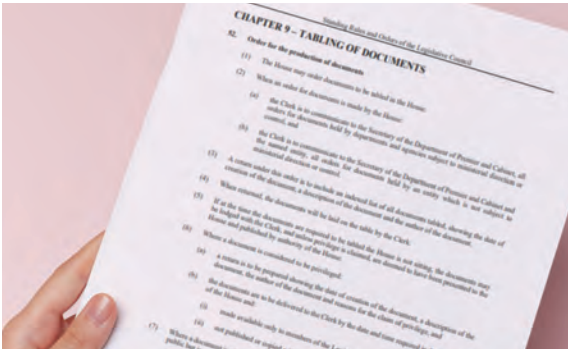 Standing Rules and Orders of the Legislative Council
CHAPTER 9 – TABLING OF DOCUMENTS
52. Order for the production of documents
(1) The House may order documents to be tabled in the House.
(2) When an order for documents is made by the House:
(a) the Clerk is to communicate to the Secretary of the Department of Premier and Cabinet, all
orders for documents held by departments and agencies subject to ministerial direction or
control, and
(b) the Clerk is to communicate to the Secretary of the Department of Premier and Cabinet and
the named entity, all orders for documents held by an entity which is not subject to
ministerial direction or control.
(3) A return under this order is to include an indexed list of all documents tabled, showing the date of
creation of the document, a description of the document and the author of the document.
(4) When returned, the documents will be laid on the table by the Clerk.
(5) If at the time the documents are required to be tabled the House is not sitting, the documents may
be lodged with the Clerk, and unless privilege is claimed, are deemed to have been presented to the
House and published by authority of the House.
(6) Where a document is considered to be privileged:
(a) a return is to be prepared showing the date of creation of the document, a description of the
document, the author of the document and reasons for the claim of privilege, and
(b) the documents are to be delivered to the Clerk by the date and time required in the
of the House and:
(i) made available only to members of the
(ii) not published or copied
(7) Where a document